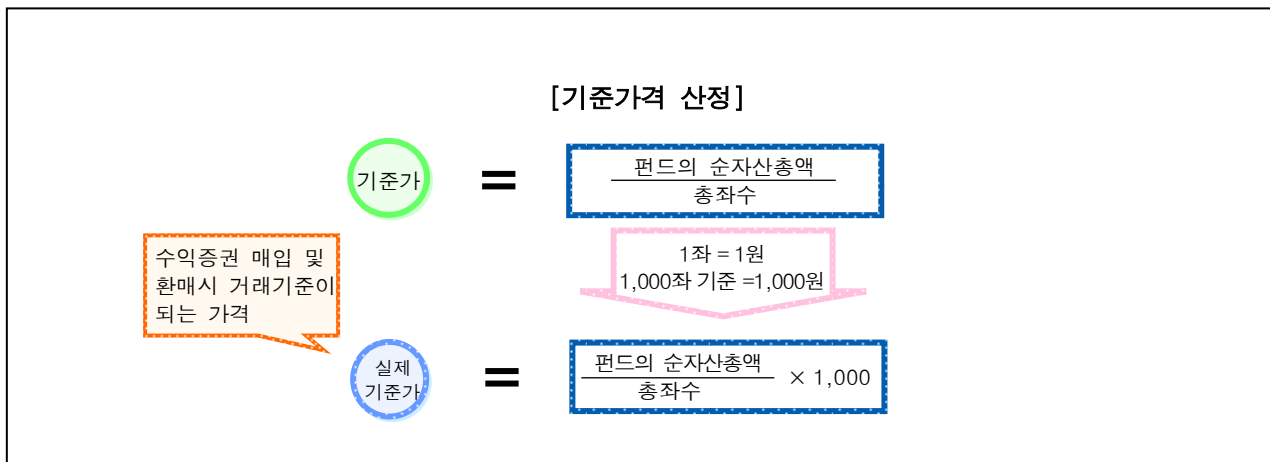 [기준가격 산정]
기준가
=
펀드의 순자산총액
총좌수
수익증권 매입 및
환매시 거래기준이
되는 가격
1좌 = 1원
1,000좌 기준 =1,000원
실제
기준가
=
펀드의 순자산총액
총좌수
× 1,000